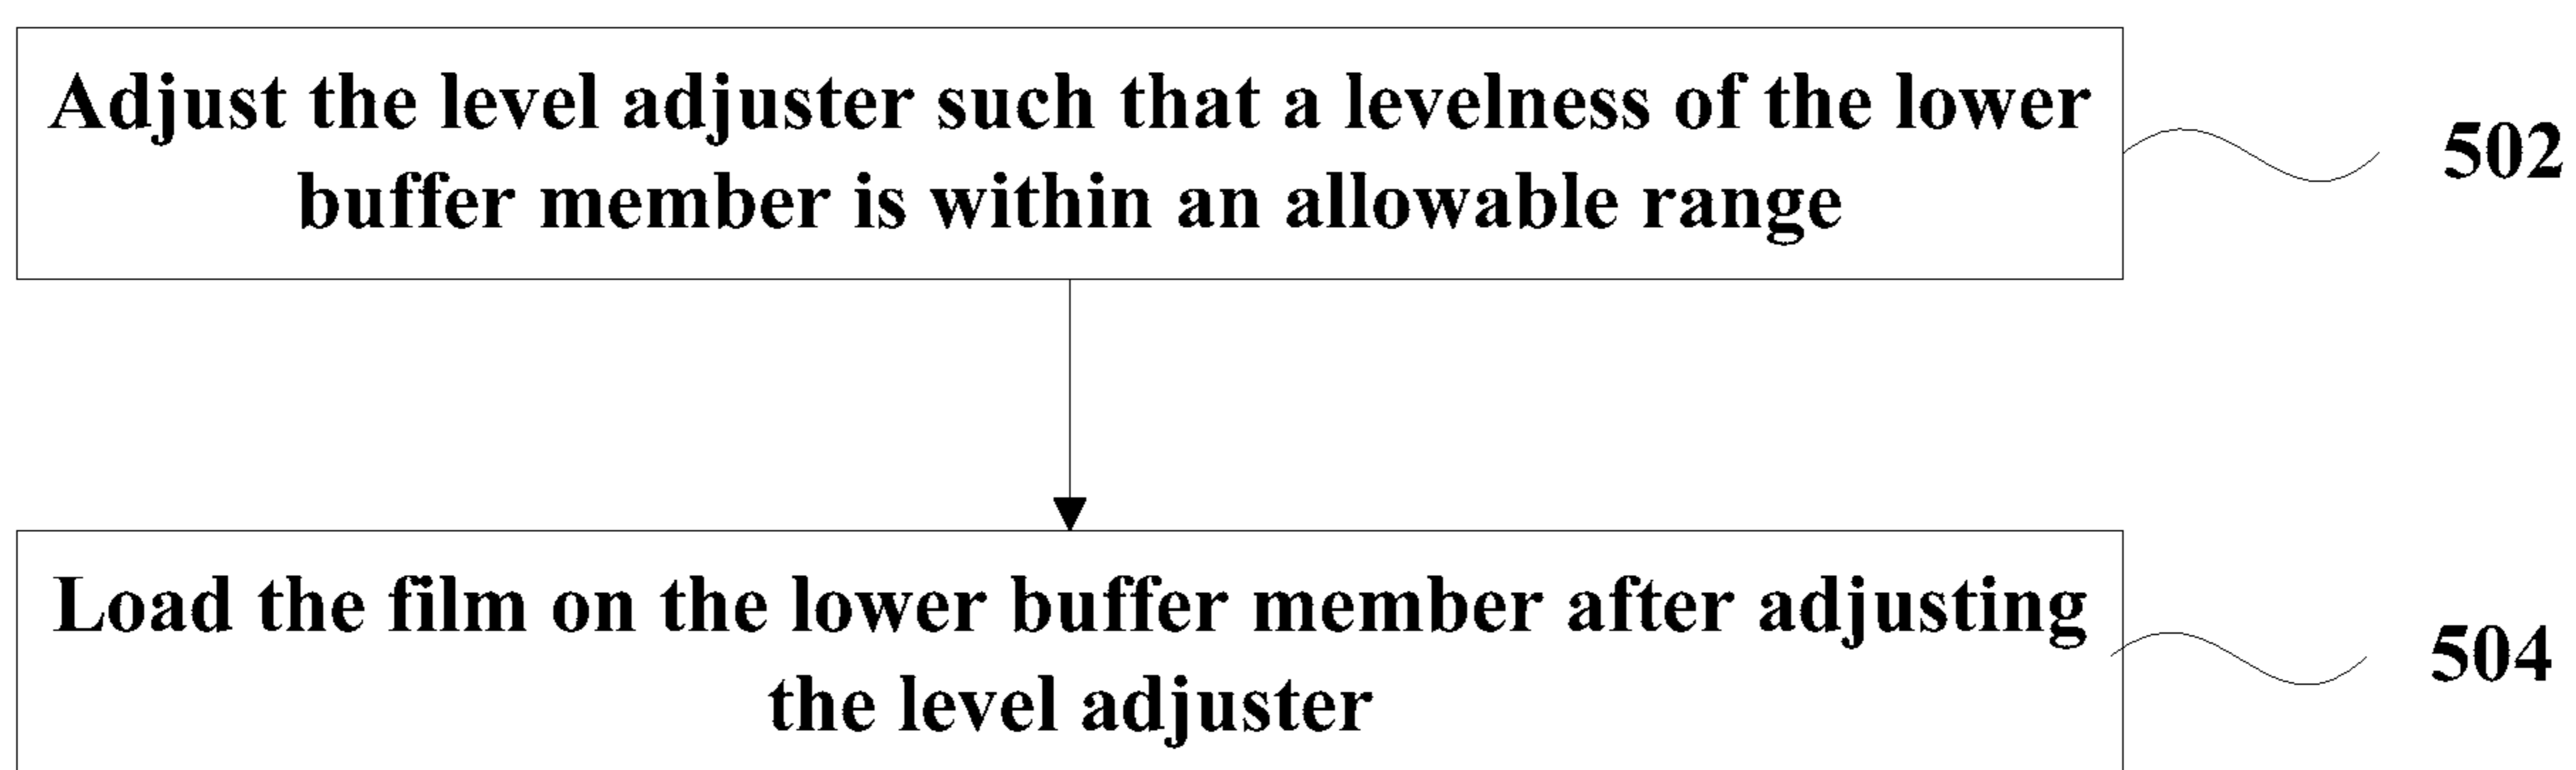 Adjust the level adjuster such that a levelness of the lower
buffer member is within an allowable range
502
Load the film on the lower buffer member after adjusting
the level adjuster
504